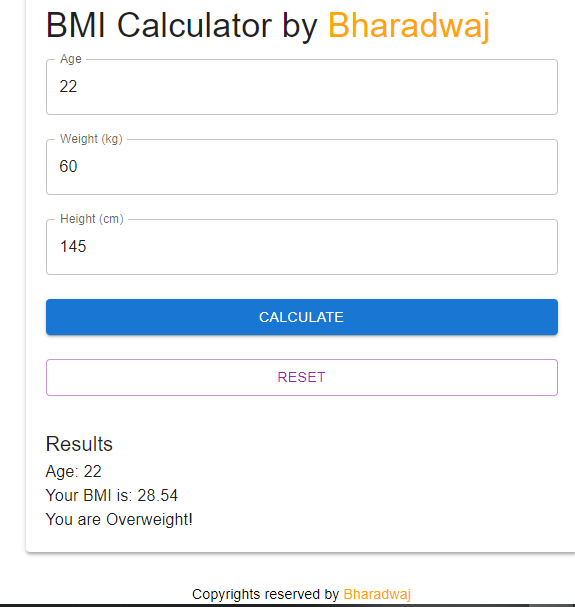 BMI Calculator by Bharadwaj
Age
22
Weight (kg)
60
Height (cm)
145
CALCULATE
RESET
Results
Age: 22
Your BMI is: 28.54
You are Overweight!
Copyrights reserved by Bharadwaj